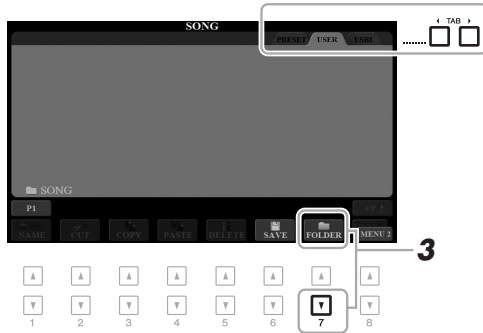 SONG
PRESET USER USB1
TAB
SONG
P1
UP
NAME CUT COPY PASTE DELETE SAVE FOLDER MENU 2
3
1 2 3 4 5 6 7 8